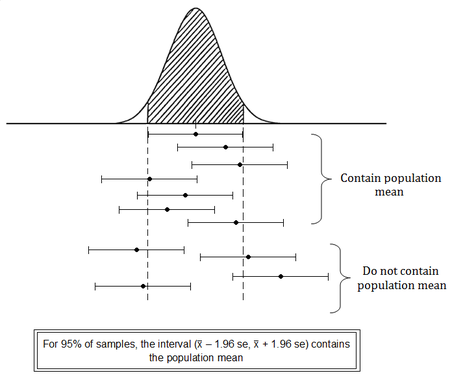 Contain population
mean
Do not contain
population mean
For 95% of samples, the interval (x̅ – 1.96 se, x̅ + 1.96 se) contains
the population mean